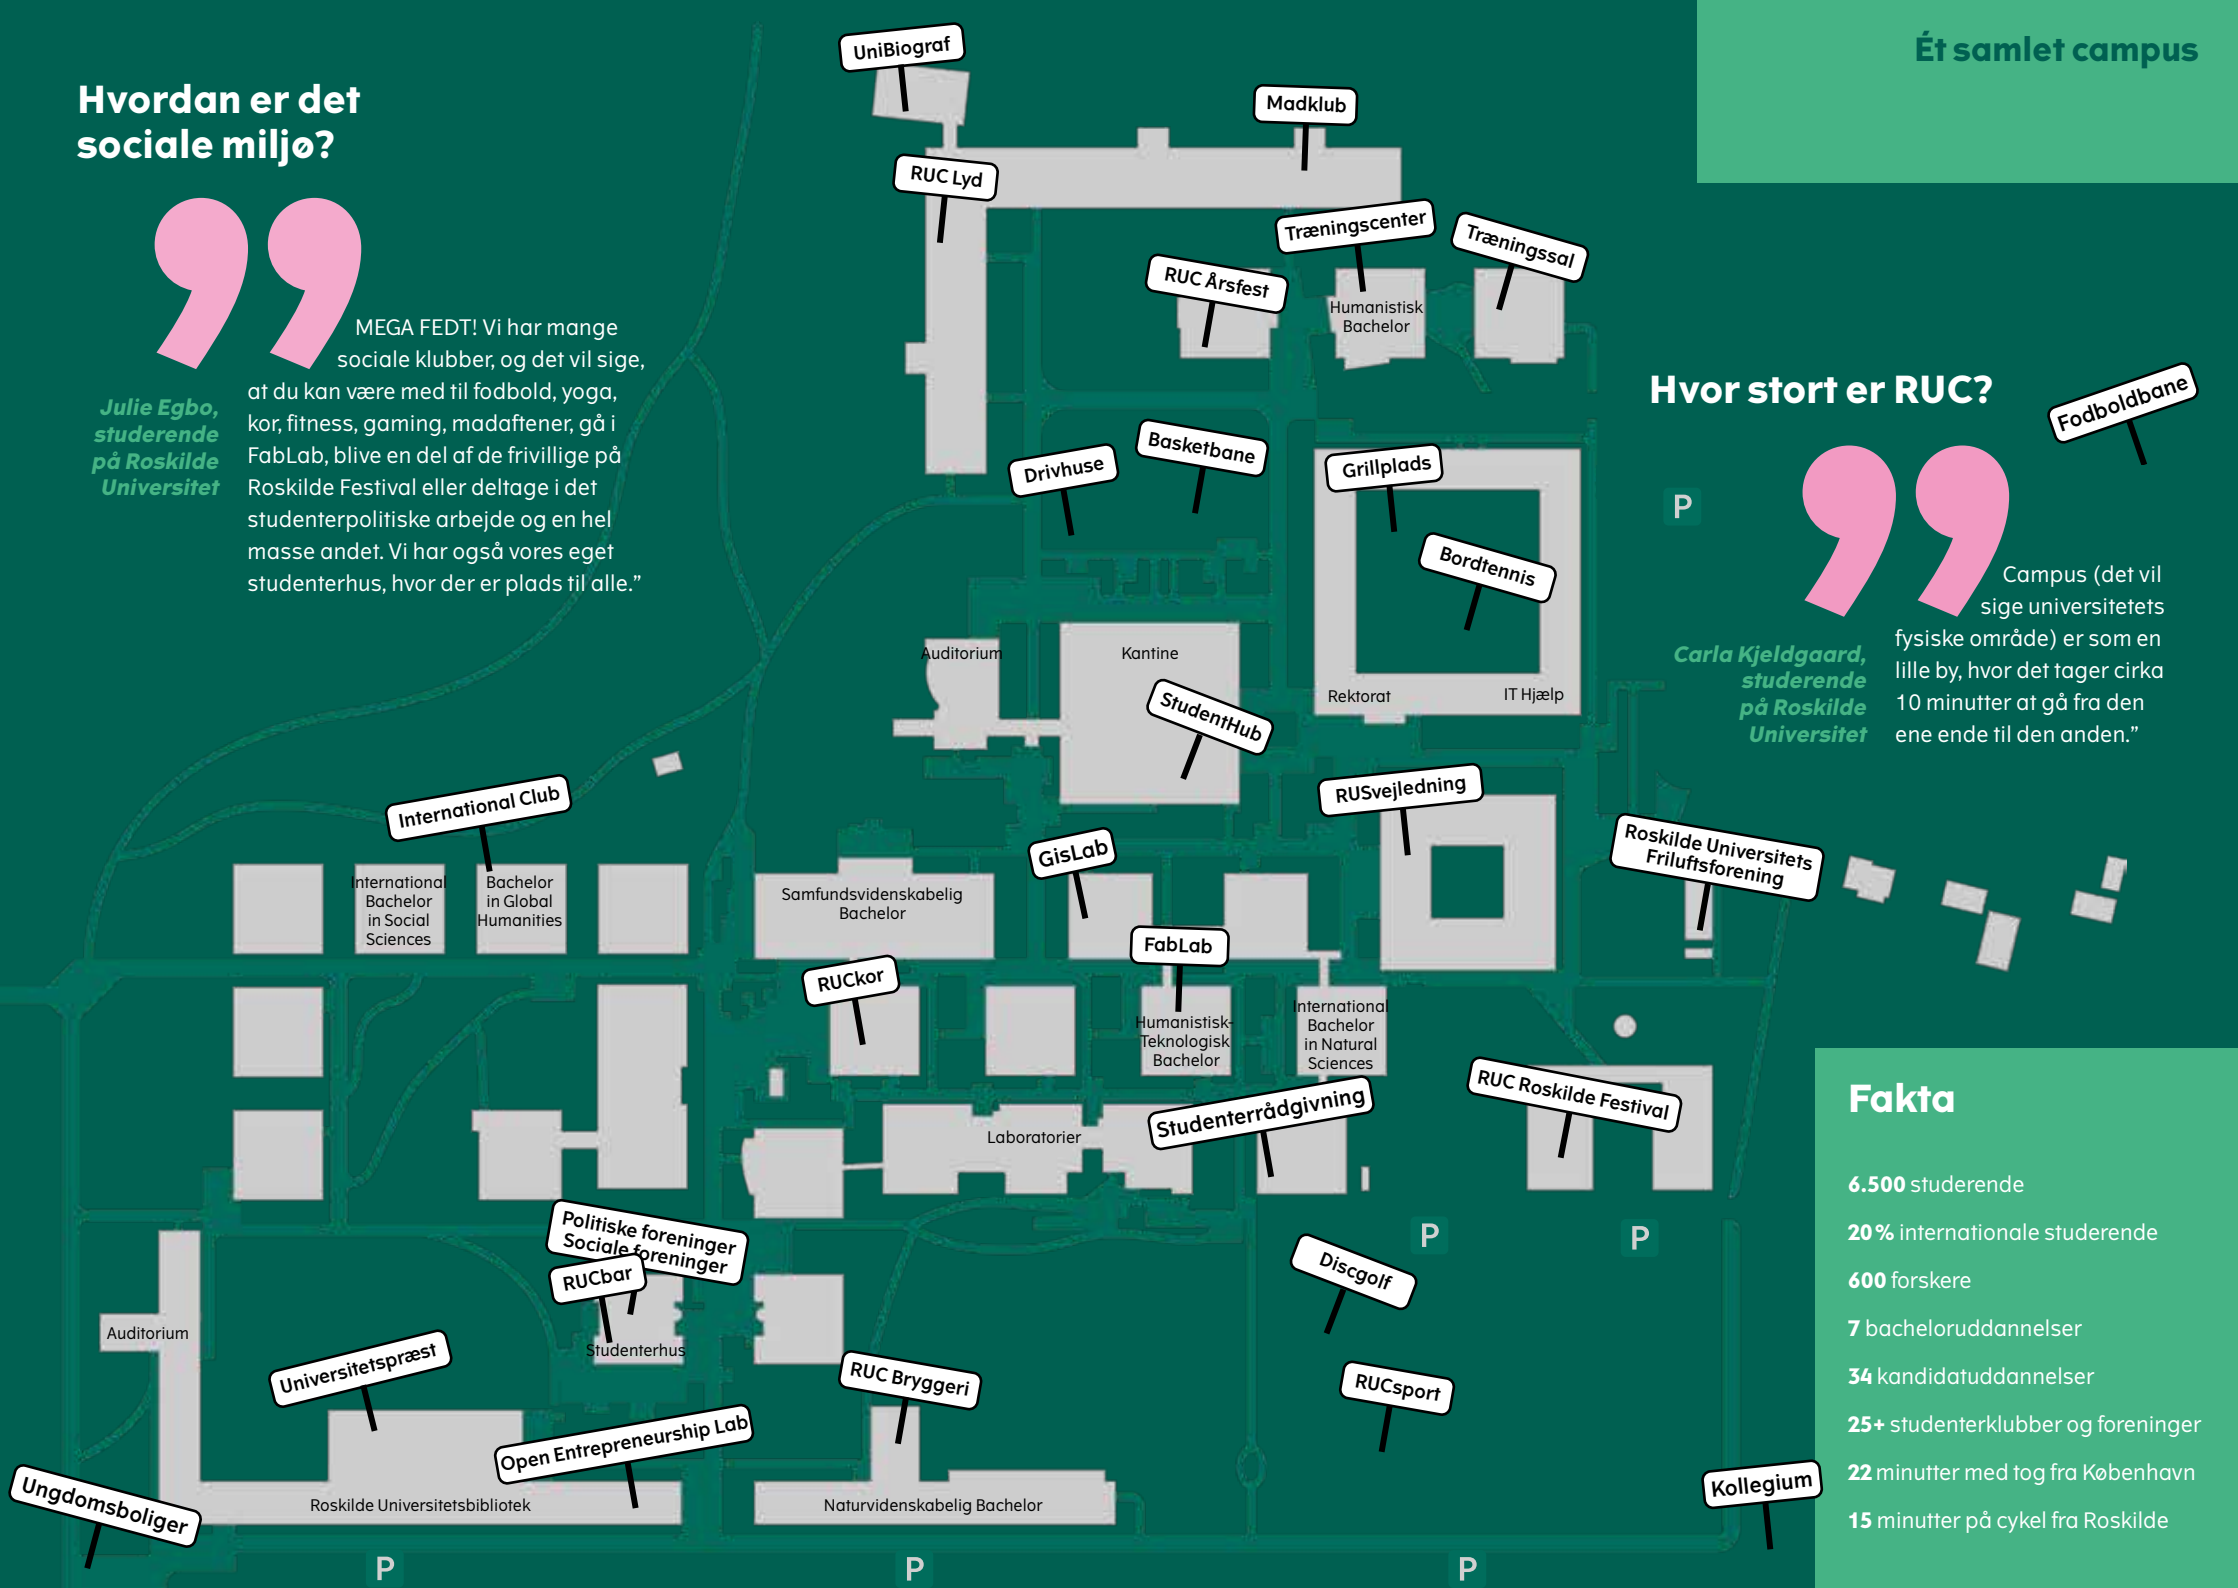 Ét samlet campus
Hvordan er det
sociale miljø?
MEGA FEDT! Vi har mange
sociale klubber, og det vil sige,
at du kan være med til fodbold, yoga,
kor, fitness, gaming, madaftener, gå i
FabLab, blive en del af de frivillige på
Roskilde Festival eller deltage i det
studenterpolitiske arbejde og en hel
masse andet. Vi har også vores eget
studenterhus, hvor der er plads til alle.”
Julie Egbo,
studerende
på Roskilde
Universitet
UniBiograf
Madklub
RUC Lyd
Træningscenter
Træningssal
RUC Årsfest
Humanistisk
Bachelor
Hvor stort er RUC?
Fodboldbane
Campus (det vil
sige universitetets
fysiske område) er som en
lille by, hvor det tager cirka
10 minutter at gå fra den
ene ende til den anden.”
Carla Kjeldgaard,
studerende
på Roskilde
Universitet
Drivhuse
Basketbane
Grillplads
P
Bordtennis
Auditorium
Kantine
StudentHub
Rektorat
IT Hjælp
International Club
RUSvejledning
GisLab
Roskilde Universitets
Friluftsforening
International
Bachelor
in Social
Sciences
Bachelor
in Global
Humanities
Samfundsvidenskabelig
Bachelor
FabLab
RUCkor
Humanistisk-
Teknologisk
Bachelor
International
Bachelor
in Natural
Sciences
Laboratorier
Studenterrådgivning
RUC Roskilde Festival
Politiske foreninger
Sociale foreninger
RUCbar
Studenterhus
Discgolf
P
P
Auditorium
Universitetspræst
RUC Bryggeri
RUCsport
Open Entrepreneurship Lab
Ungdomsboliger
Roskilde Universitetsbibliotek
Naturvidenskabelig Bachelor
Kollegium
P
P
P
Fakta
6.500 studerende
20 % internationale studerende
600 forskere
7 bacheloruddannelser
34 kandidatuddannelser
25+ studenterklubber og foreninger
22 minutter med tog fra København
15 minutter på cykel fra Roskilde